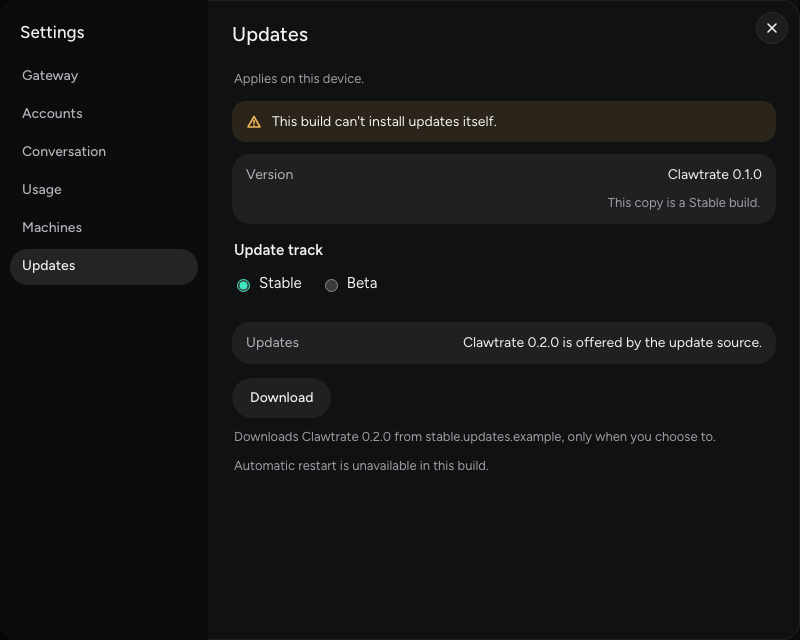 Settings
Gateway
Accounts
Conversation
Usage
Machines
Updates
Updates
Applies on this device.
This build can't install updates itself.
Version
Clawtrate 0.1.0
This copy is a Stable build.
Update track
Stable
Beta
Updates
Clawtrate 0.2.0 is offered by the update source.
Download
Downloads Clawtrate 0.2.0 from stable.updates.example, only when you choose to.
Automatic restart is unavailable in this build.